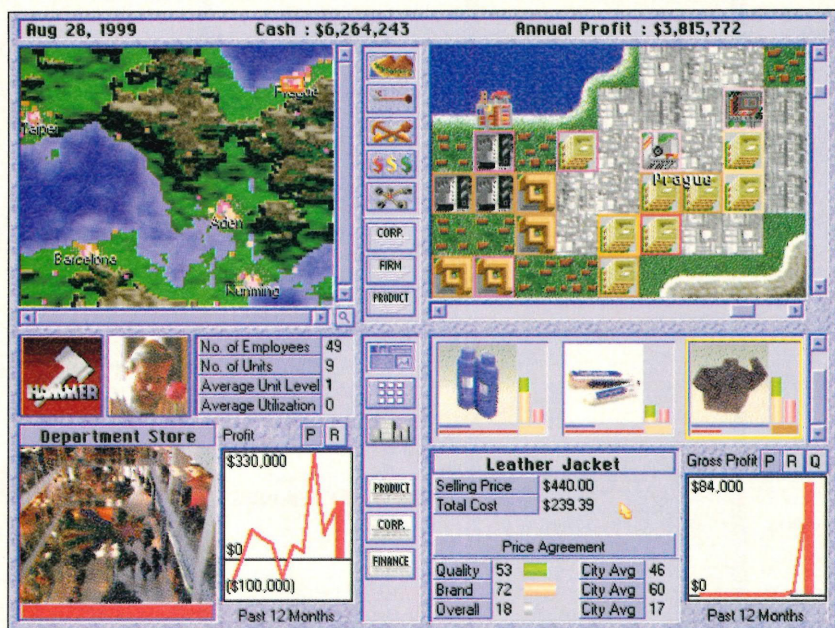 Aug 28, 1999 Cash : $6,264,243 Annual Profit : $3,815,772
Prague
Taipei
Aden
Barcelona
Kunming
CORP.
FIRM
PRODUCT
Prague
HAMMER
No. of Employees 49
No. of Units 9
Average Unit Level 1
Average Utilization 0
Department Store
Profit P R
$330,000
$0
($100,000)
Past 12 Months
PRODUCT
CORP.
FINANCE
Leather Jacket
Selling Price $440.00
Total Cost $239.39
Price Agreement
Quality 53 City Avg 46
Brand 72 City Avg 60
Overall 18 City Avg 17
Gross Profit P R Q
$84,000
$0
Past 12 Months